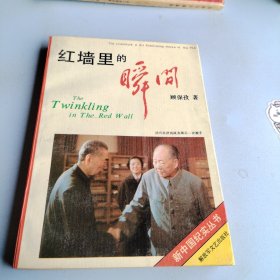 红墙里的
瞬間
顾保孜 著
The
Twinkling
in The Red Wall
新中国纪实丛书
解放军文艺出版社